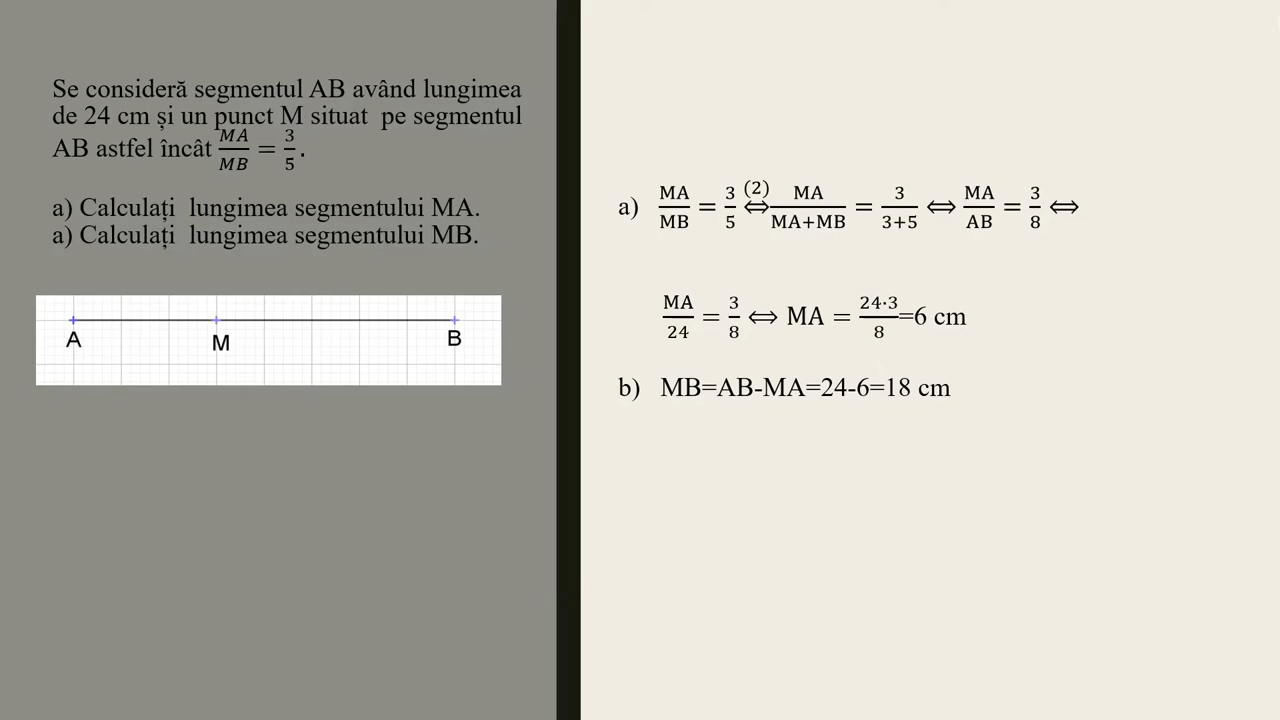 Se consideră segmentul AB având lungimea
de 24 cm și un punct M situat pe segmentul
AB astfel încât MA/MB = 3/5.
a) Calculați lungimea segmentului MA.
a) Calculați lungimea segmentului MB.
A M B
a) MA/MB = 3/5 (2)⟺ MA/(MA+MB) = 3/(3+5) ⟺ MA/AB = 3/8 ⟺
MA/24 = 3/8 ⟺ MA = (24·3)/8 =6 cm
b) MB=AB-MA=24-6=18 cm